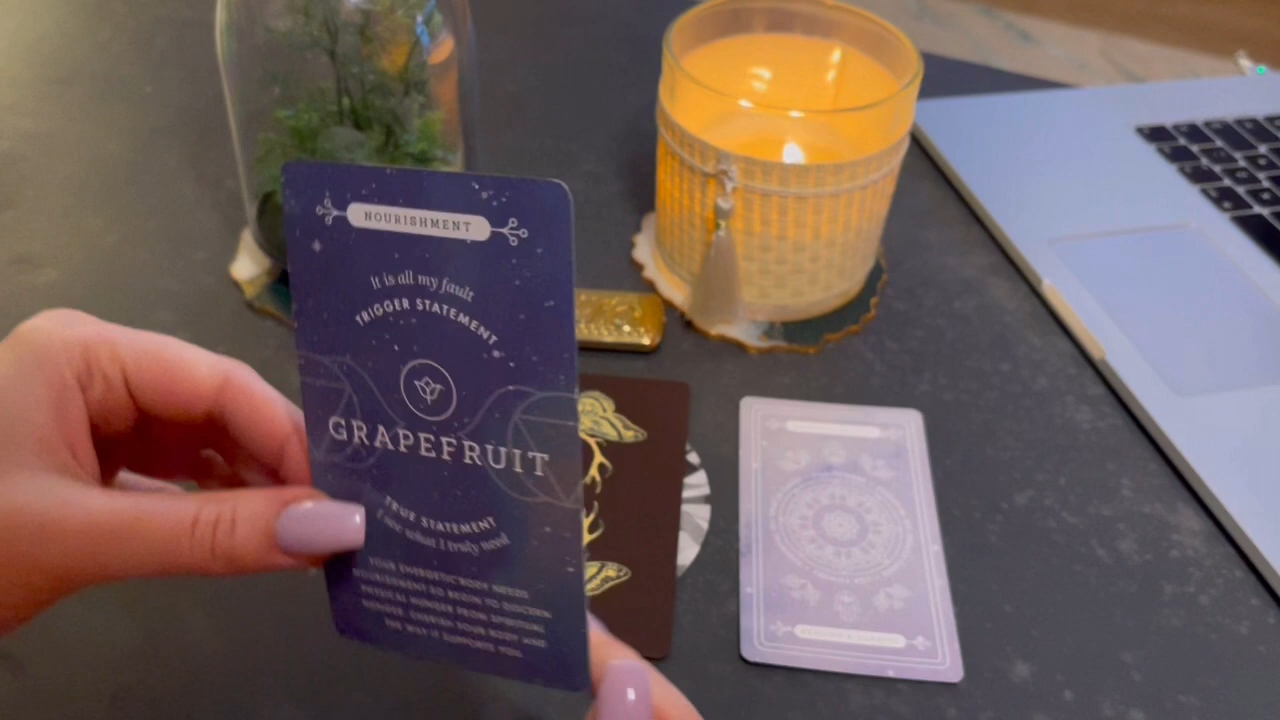 NOURISHMENT
It is all my fault
TRIGGER STATEMENT
GRAPEFRUIT
TRUE STATEMENT
I see what I truly need
YOUR ENERGETIC BODY NEEDS
NOURISHMENT SO BEGIN TO DISCERN
PHYSICAL HUNGER FROM SPIRITUAL
HUNGER. CHERISH YOUR BODY AND
THE WAY IT SUPPORTS YOU.